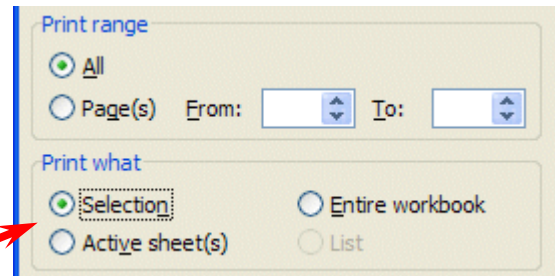 Print range
All
Page(s) From: To:
Print what
Selection Entire workbook
Active sheet(s) List